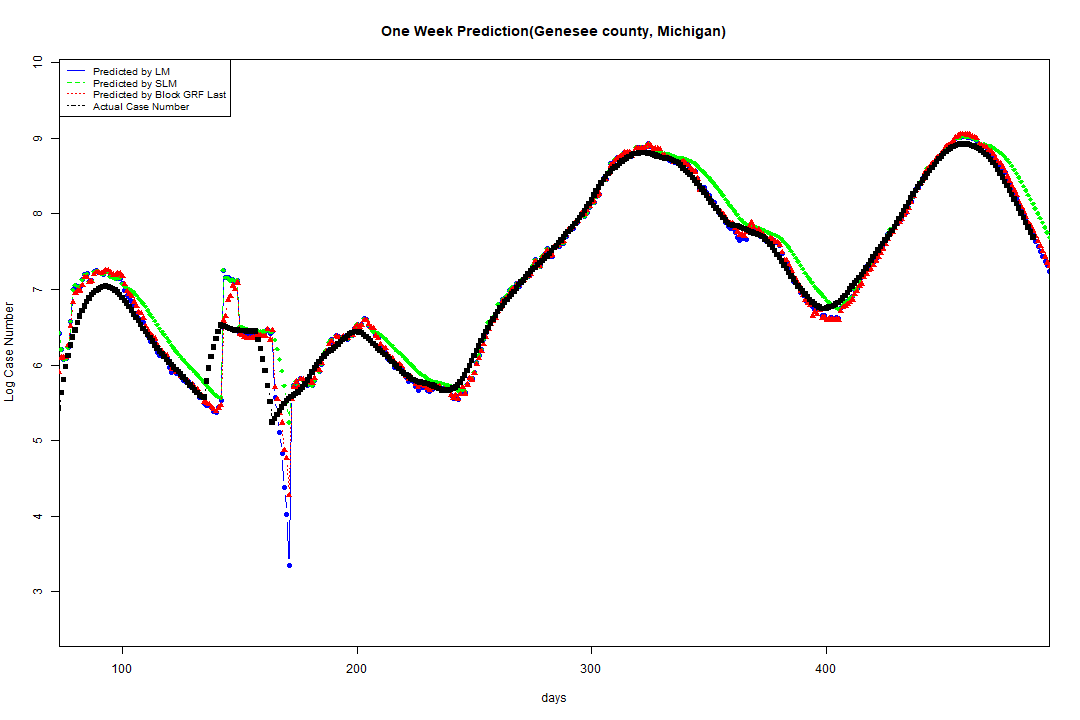 One Week Prediction(Genesee county, Michigan)
Predicted by LM
Predicted by SLM
Predicted by Block GRF Last
Actual Case Number
10
9
8
7
6
5
4
3
Log Case Number
100 200 300 400
days